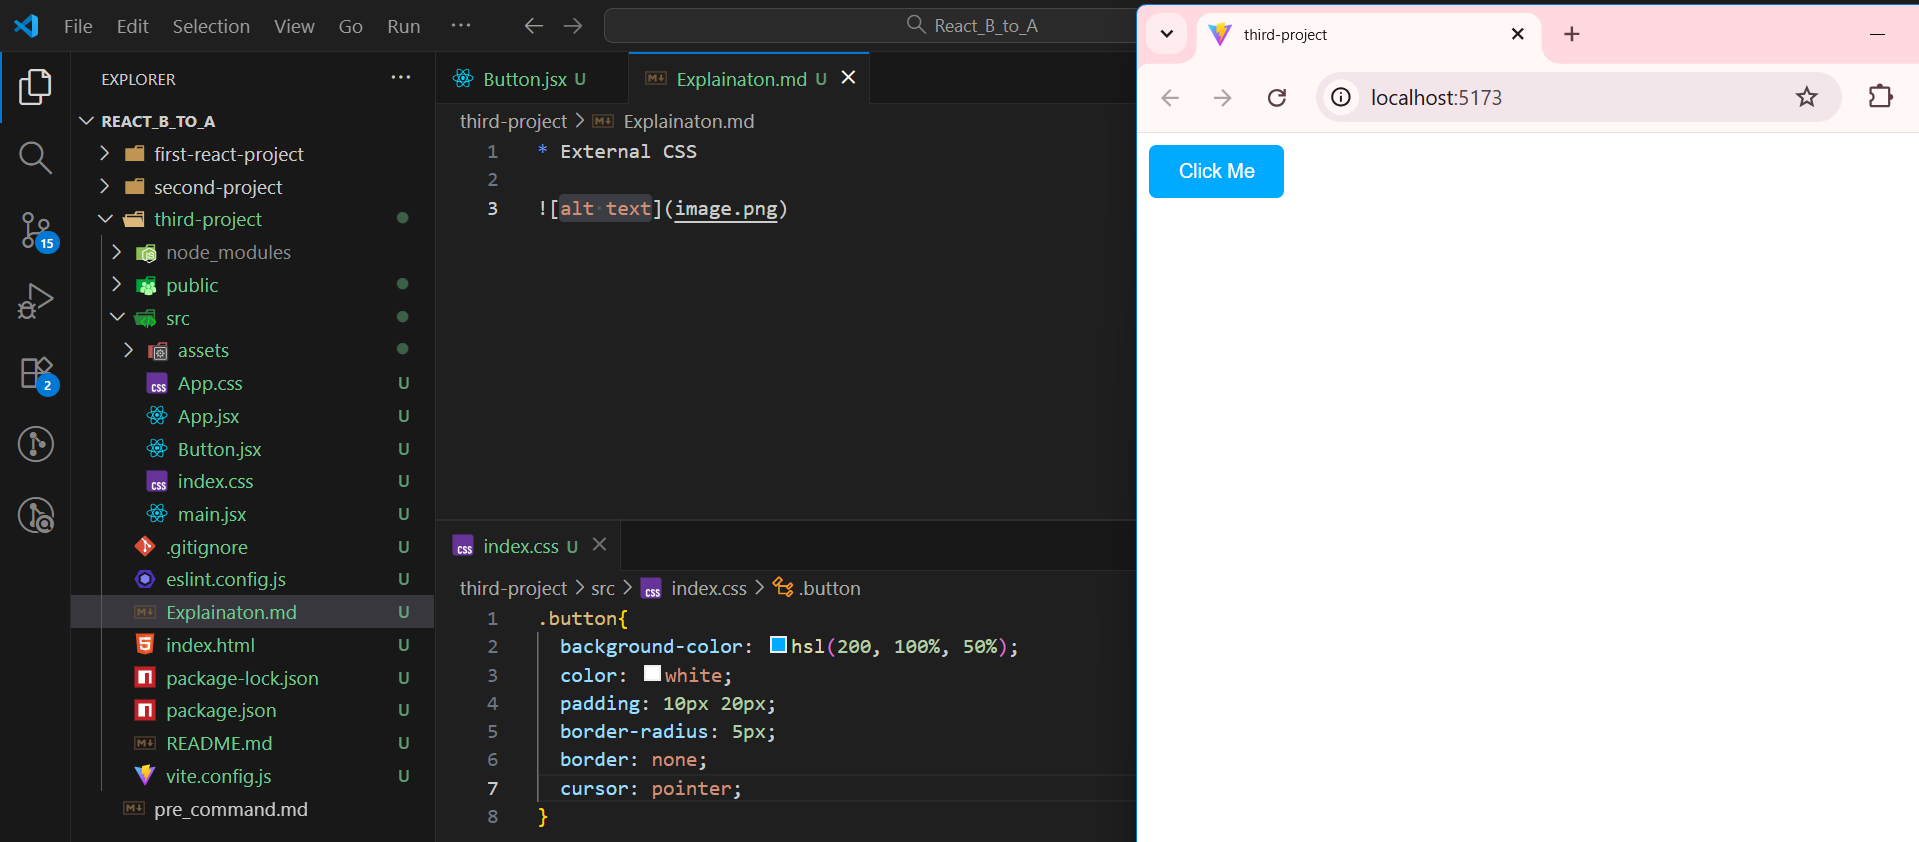 File Edit Selection View Go Run ···
React_B_to_A
EXPLORER ···
REACT_B_TO_A
first-react-project
second-project
third-project
node_modules
public
src
assets
App.css U
App.jsx U
Button.jsx U
index.css U
main.jsx U
.gitignore U
eslint.config.js U
Explainaton.md U
index.html U
package-lock.json U
package.json U
README.md U
vite.config.js U
pre_command.md
15
2
Button.jsx U
Explainaton.md U
third-project > Explainaton.md
1 * External CSS
2
3 ![alt text](image.png)
index.css U
third-project > src > index.css > .button
1 .button{
2 background-color: hsl(200, 100%, 50%);
3 color: white;
4 padding: 10px 20px;
5 border-radius: 5px;
6 border: none;
7 cursor: pointer;
8 }
third-project
localhost:5173
Click Me